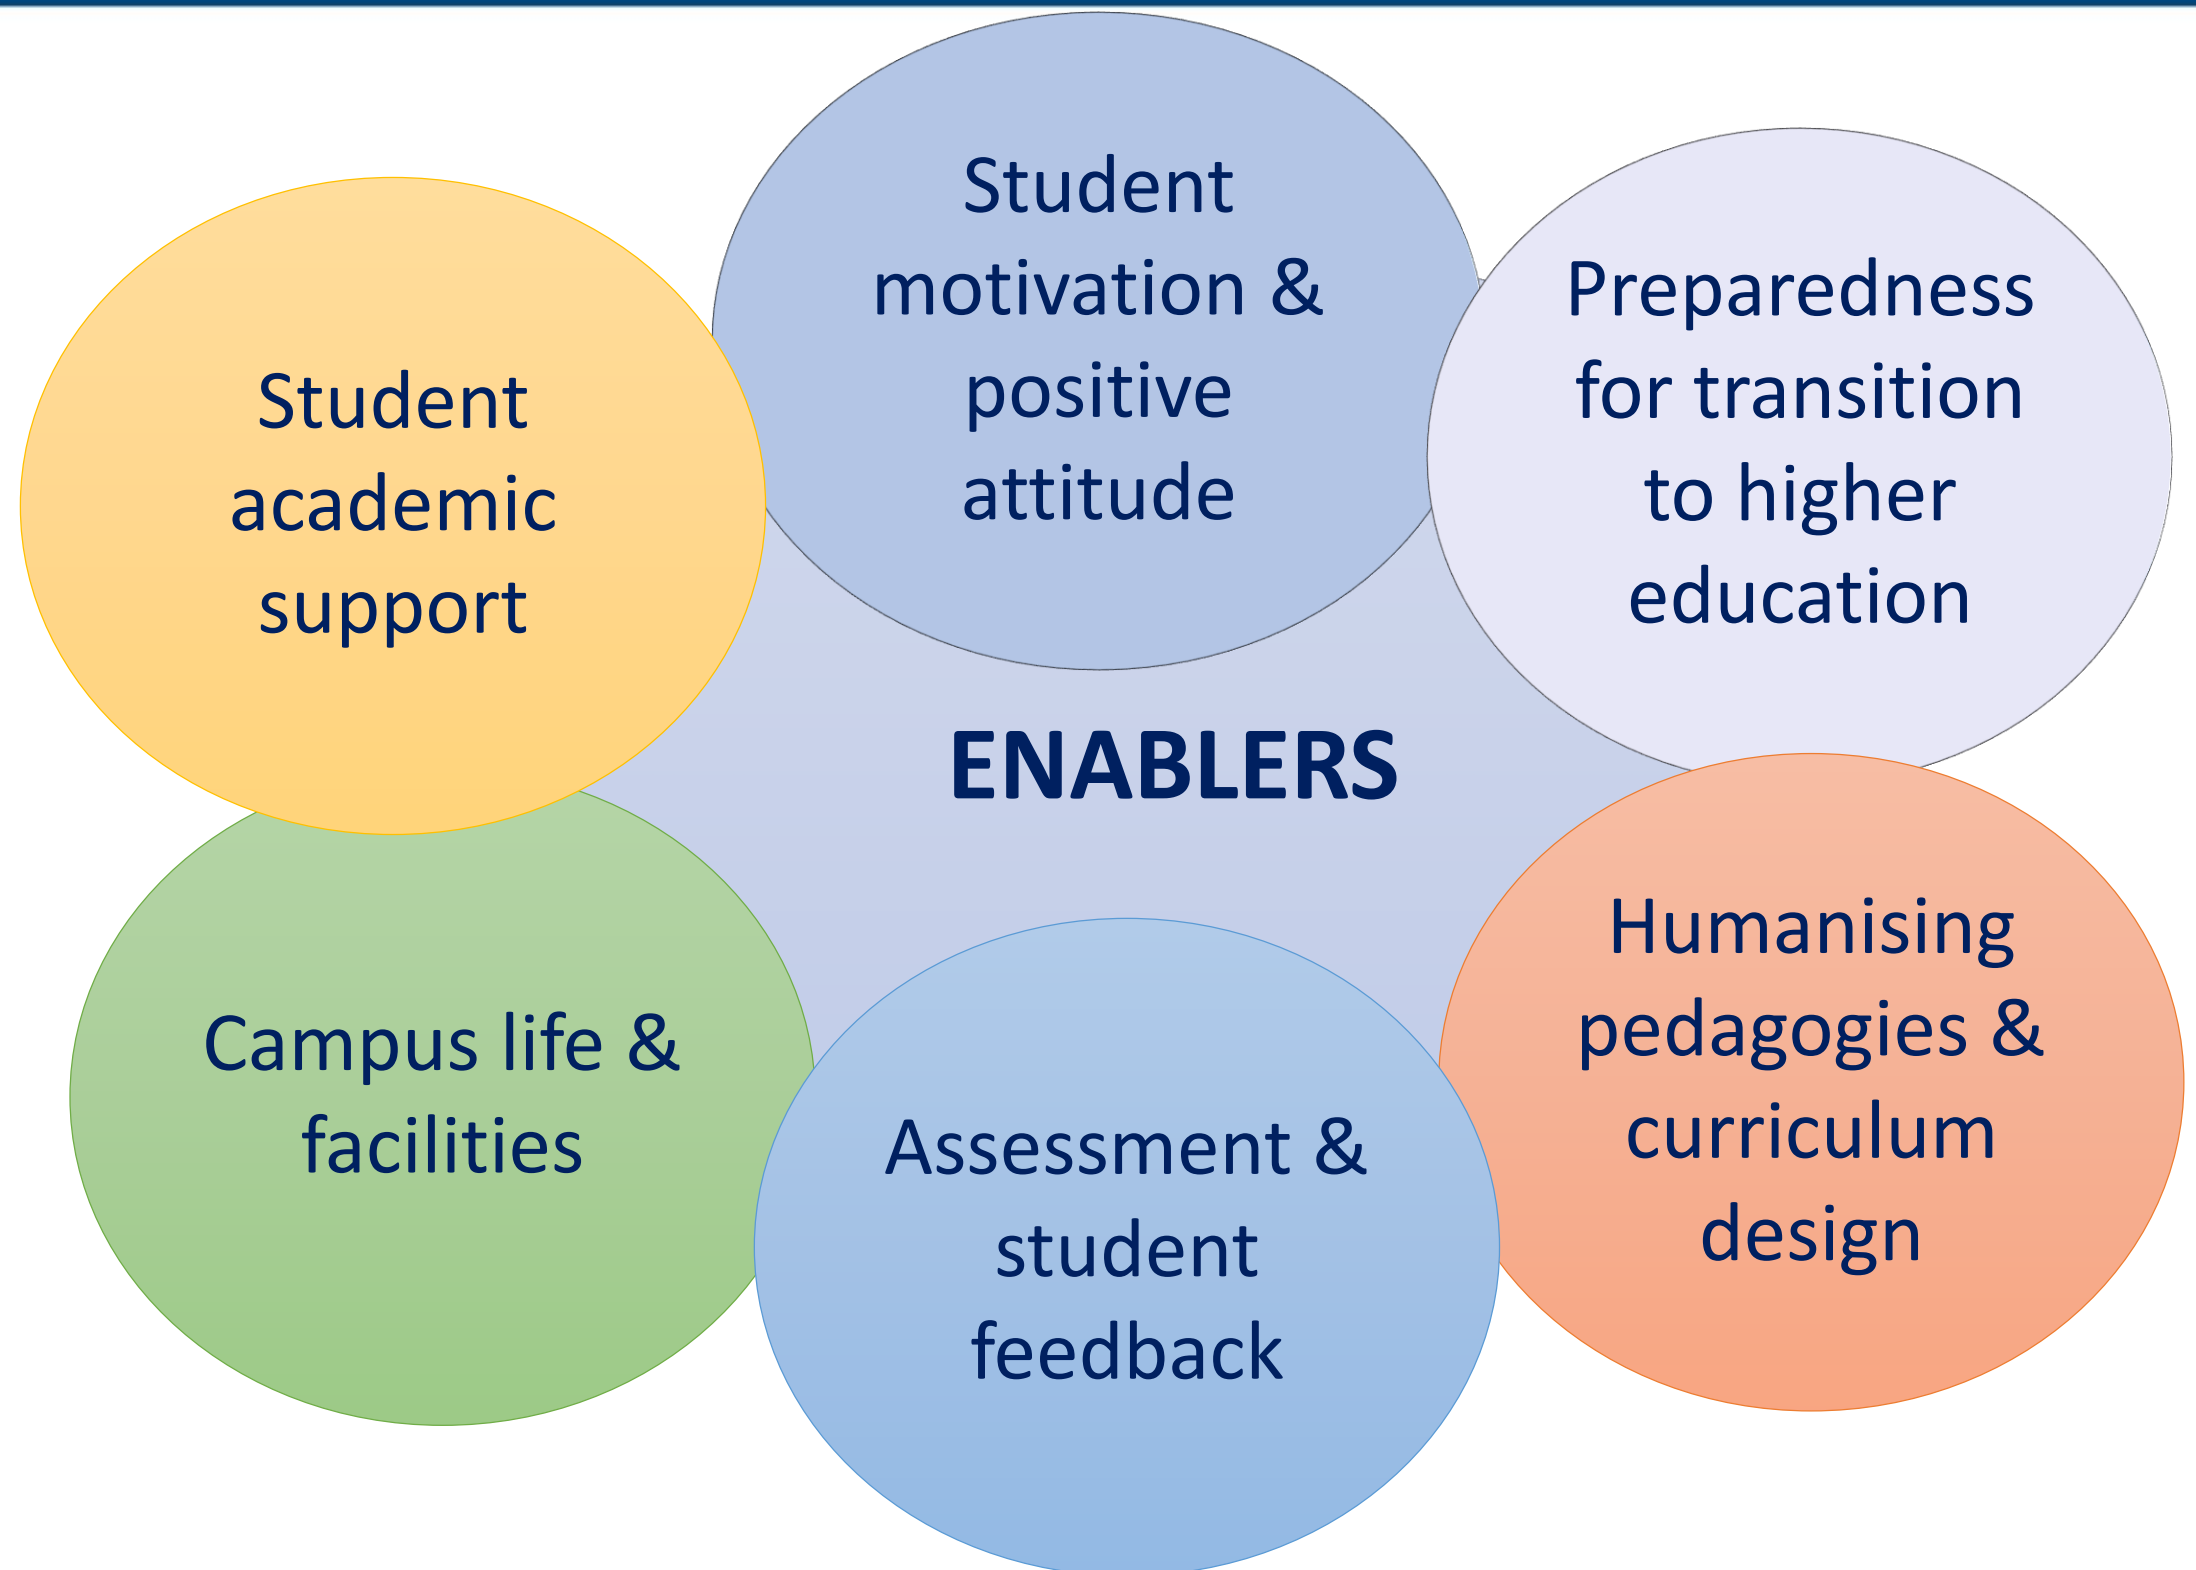 Student
motivation &
positive
attitude
Preparedness
for transition
to higher
education
Student
academic
support
ENABLERS
Humanising
pedagogies &
curriculum
design
Campus life &
facilities
Assessment &
student
feedback